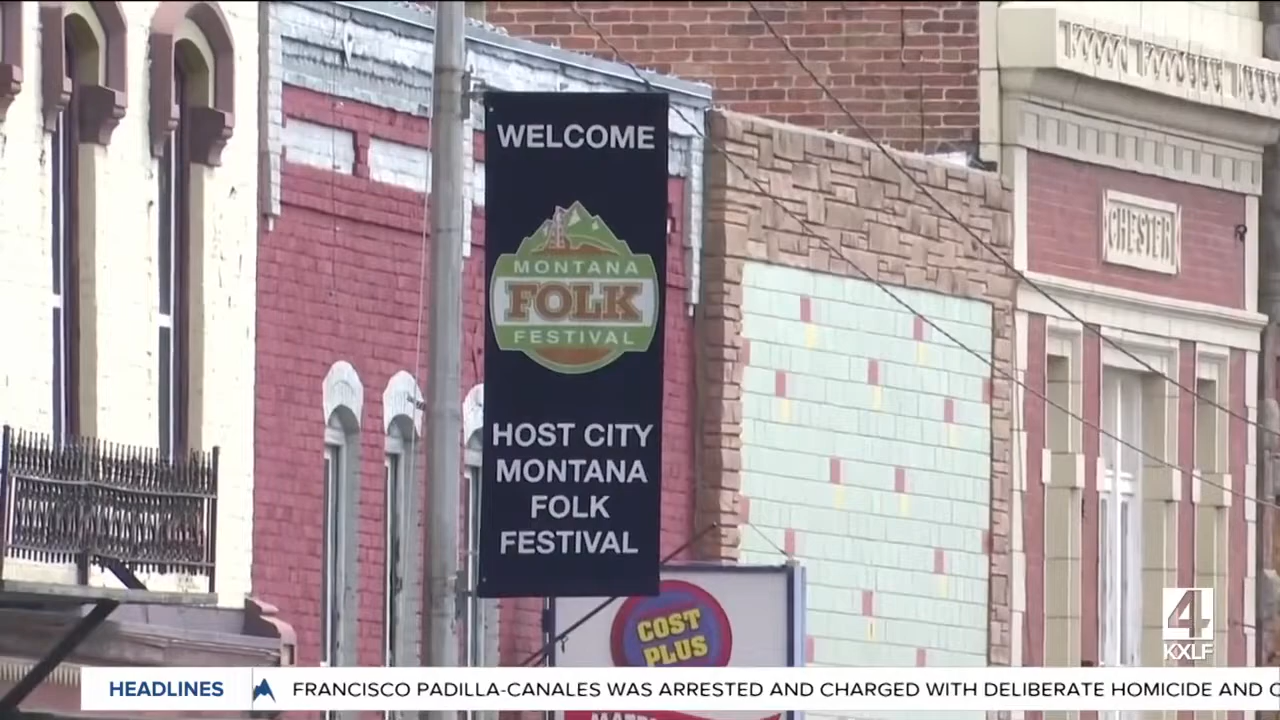 WELCOME
MONTANA
FOLK
FESTIVAL
HOST CITY
MONTANA
FOLK
FESTIVAL
CHESTER
COST
PLUS
4
KXLF
HEADLINES FRANCISCO PADILLA-CANALES WAS ARRESTED AND CHARGED WITH DELIBERATE HOMICIDE AND